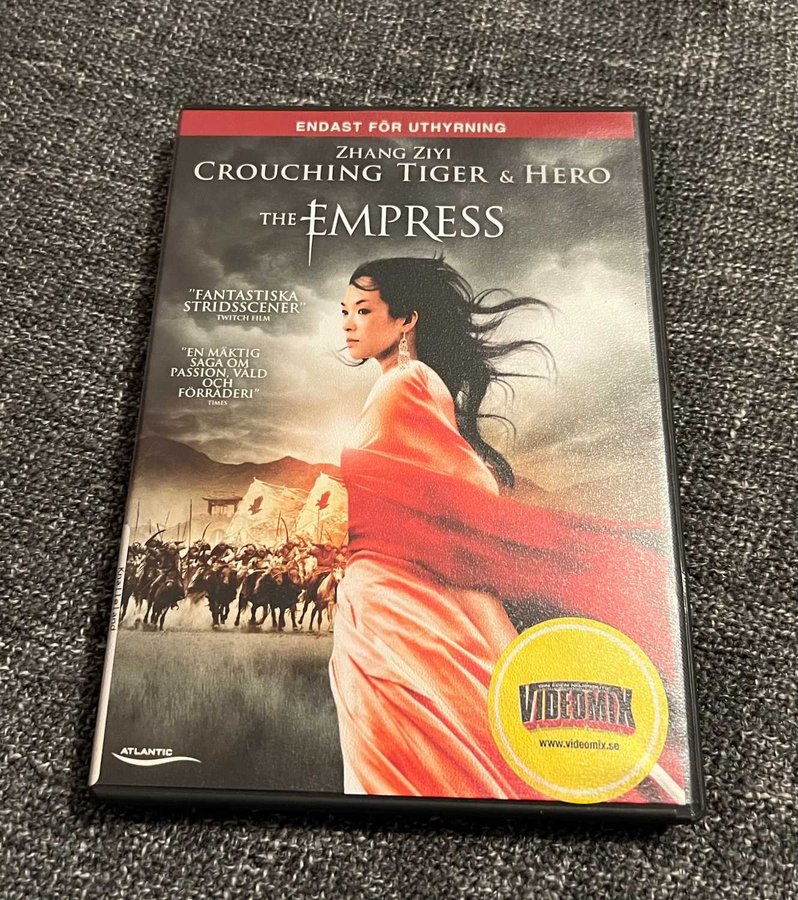 ENDAST FÖR UTHYRNING
ZHANG ZIYI
CROUCHING TIGER & HERO
THE EMPRESS
"FANTASTISKA
STRIDSSCENER"
TWITCH FILM
"EN MÄKTIG
SAGA OM
PASSION, VÅLD
OCH
FÖRRÄDERI"
TIMES
VIDEOMIX
www.videomix.se
ATLANTIC